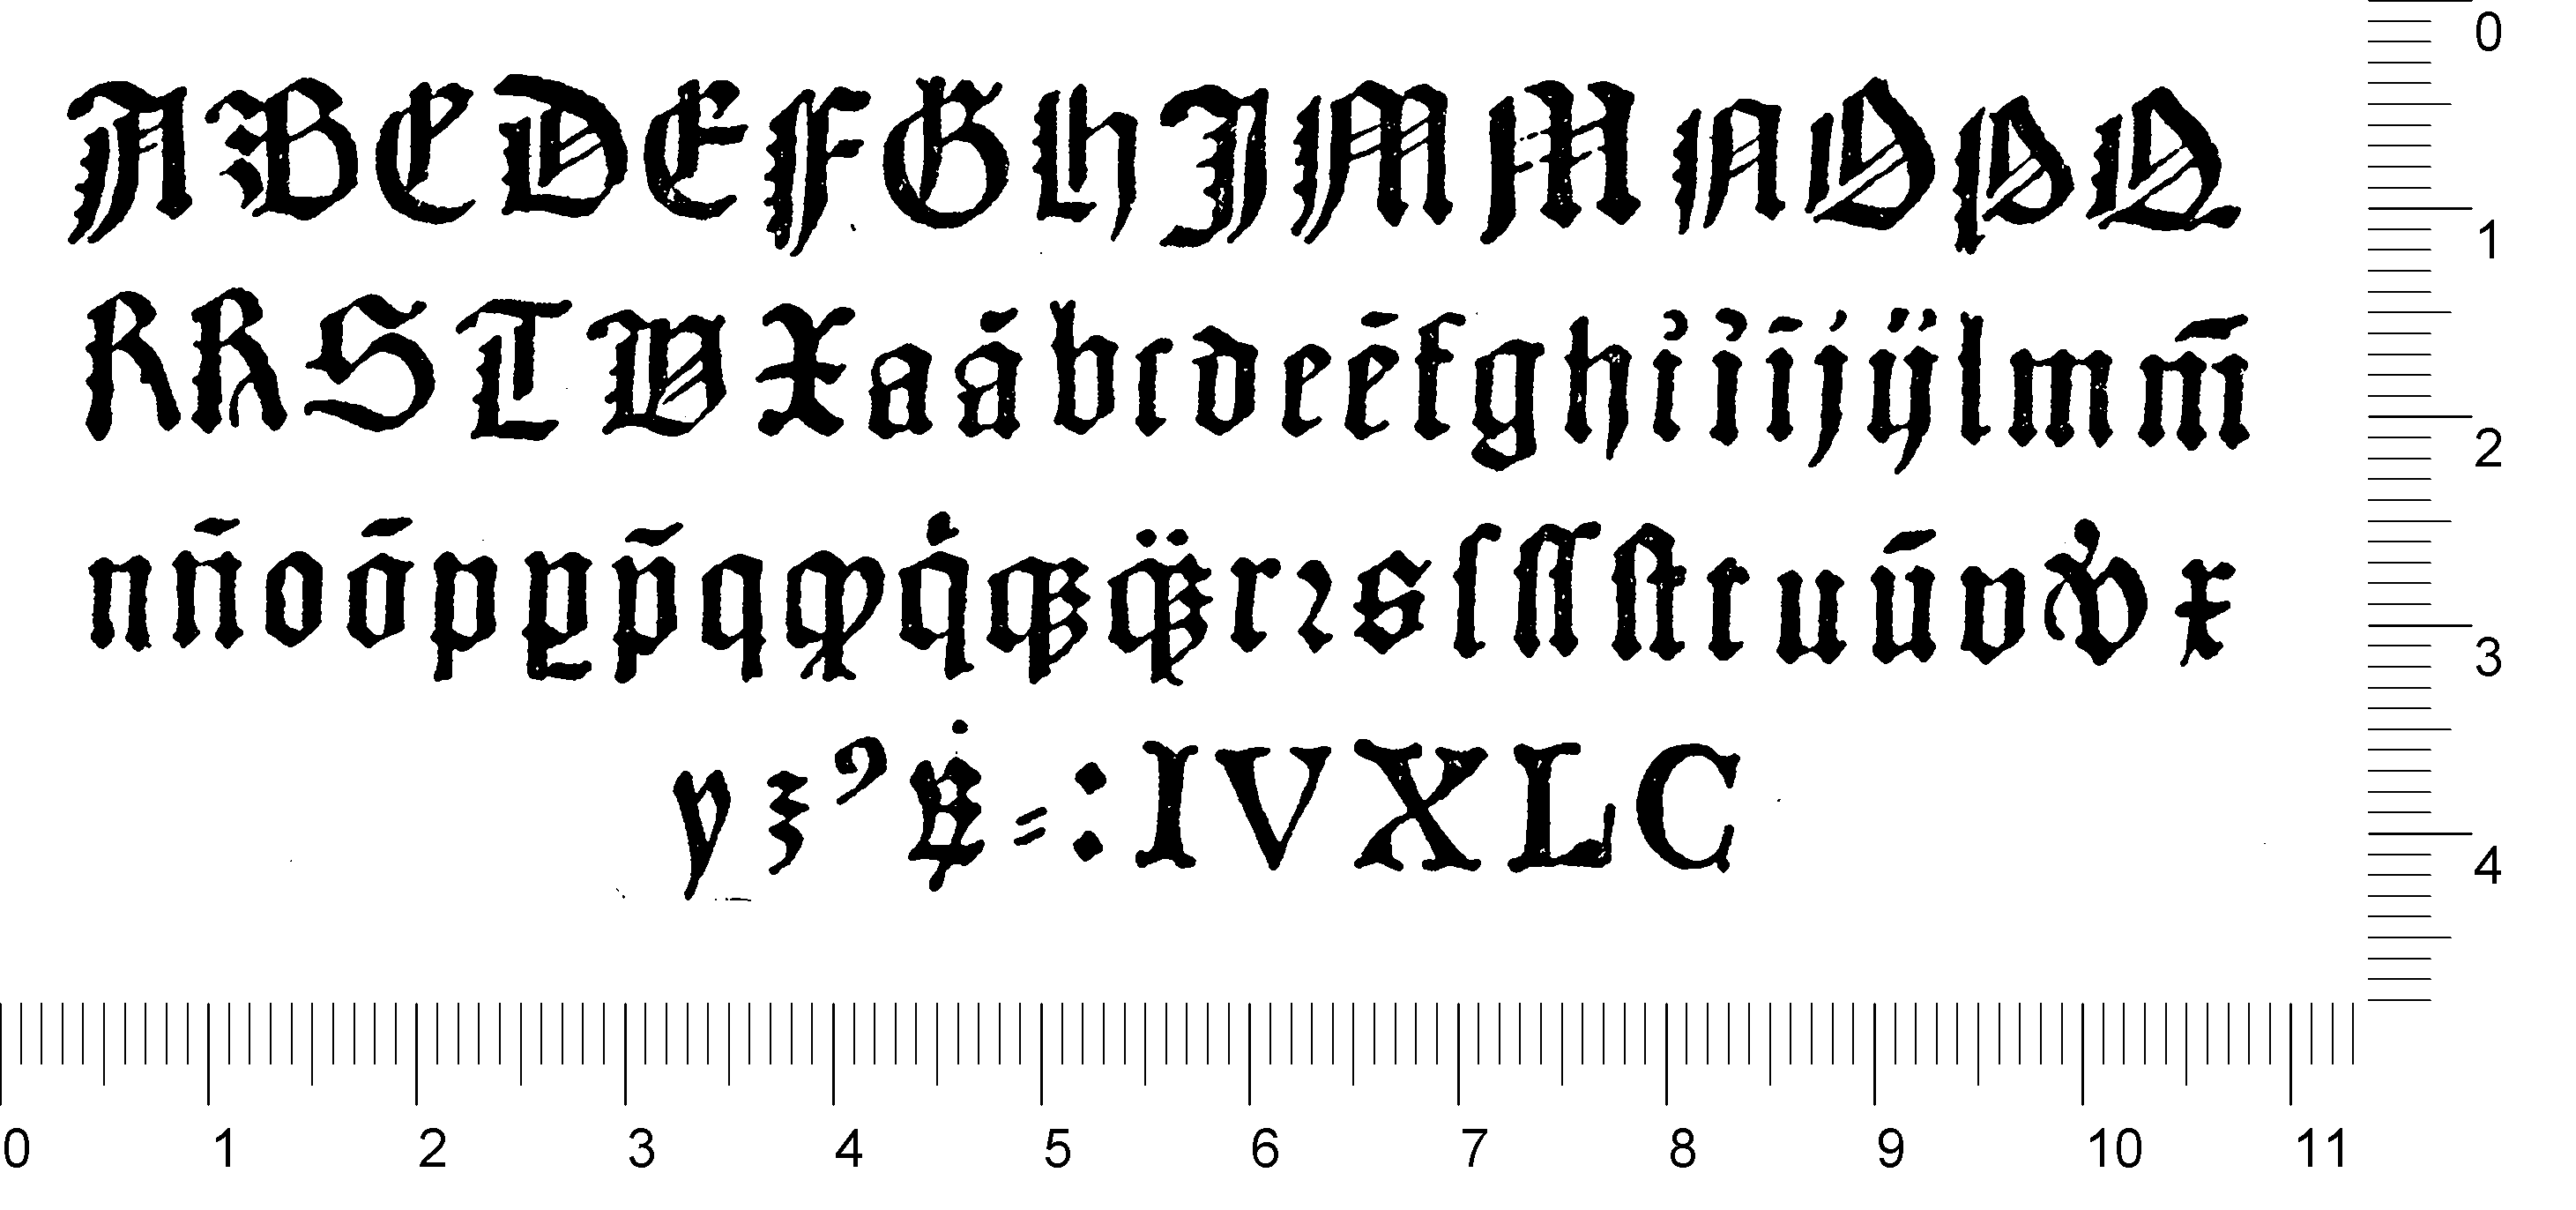 A B C D E F G H I M M N O P Q
R R S T V X a ā b c d e ē f g h i i ī j ÿ l m m̄
n n̄ o ō p ꝑ p̄ q ꝙ q̇ qꝫ q̈ꝫ r ꝛ s ſ ſſ ſt t u ū v v̉ x
y ꝫ ꝰ ⸗ : I V X L C
0 1 2 3 4
0 1 2 3 4 5 6 7 8 9 10 11